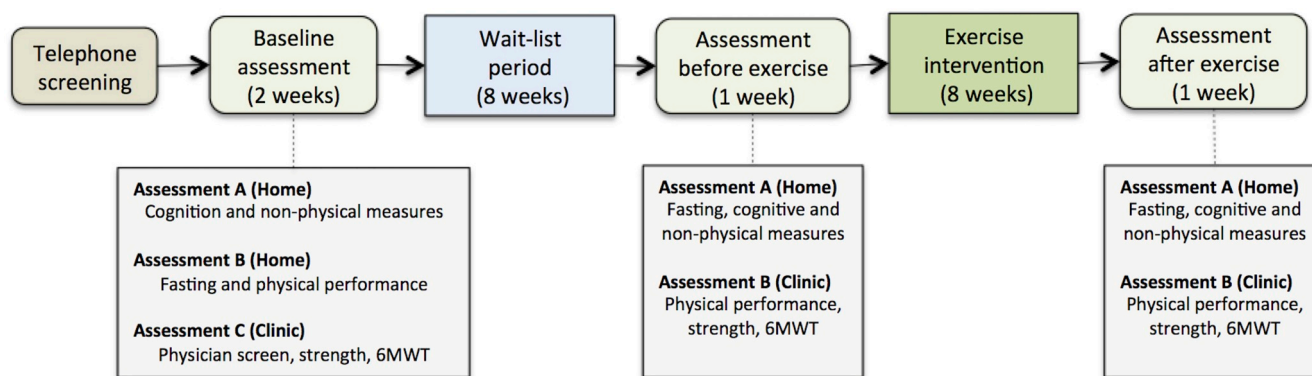 Telephone
screening
Baseline
assessment
(2 weeks)
Wait-list
period
(8 weeks)
Assessment
before exercise
(1 week)
Exercise
intervention
(8 weeks)
Assessment
after exercise
(1 week)
Assessment A (Home)
Cognition and non-physical measures
Assessment B (Home)
Fasting and physical performance
Assessment C (Clinic)
Physician screen, strength, 6MWT
Assessment A (Home)
Fasting, cognitive and
non-physical measures
Assessment B (Clinic)
Physical performance,
strength, 6MWT
Assessment A (Home)
Fasting, cognitive and
non-physical measures
Assessment B (Clinic)
Physical performance,
strength, 6MWT